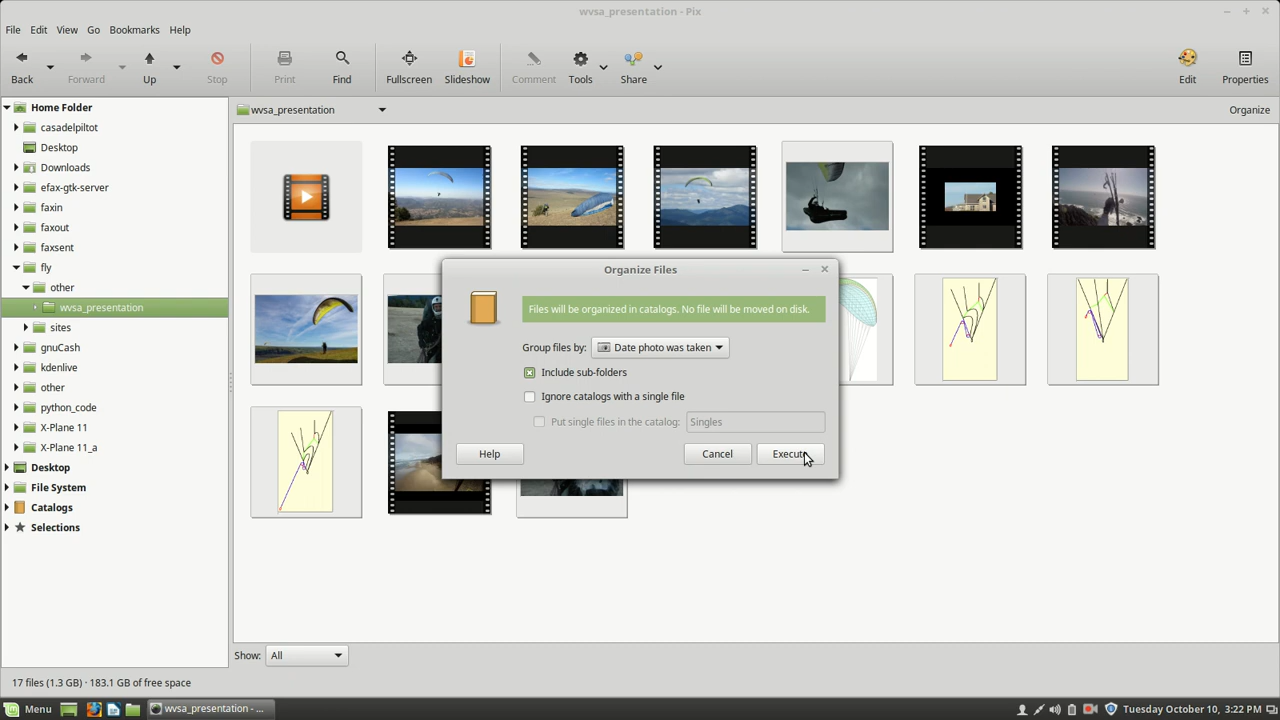 wvsa_presentation - Pix
File Edit View Go Bookmarks Help
Back Forward Up Stop Print Find Fullscreen Slideshow Comment Tools Share Edit Properties
Home Folder
casadelpiltot
Desktop
Downloads
efax-gtk-server
faxin
faxout
faxsent
fly
other
wvsa_presentation
sites
gnuCash
kdenlive
other
python_code
X-Plane 11
X-Plane 11_a
Desktop
File System
Catalogs
Selections
wvsa_presentation Organize
Organize Files
Files will be organized in catalogs. No file will be moved on disk.
Group files by: Date photo was taken
Include sub-folders
Ignore catalogs with a single file
Put single files in the catalog: Singles
Help Cancel Execute
Show: All
17 files (1.3 GB) · 183.1 GB of free space
Menu wvsa_presentation - ... Tuesday October 10, 3:22 PM